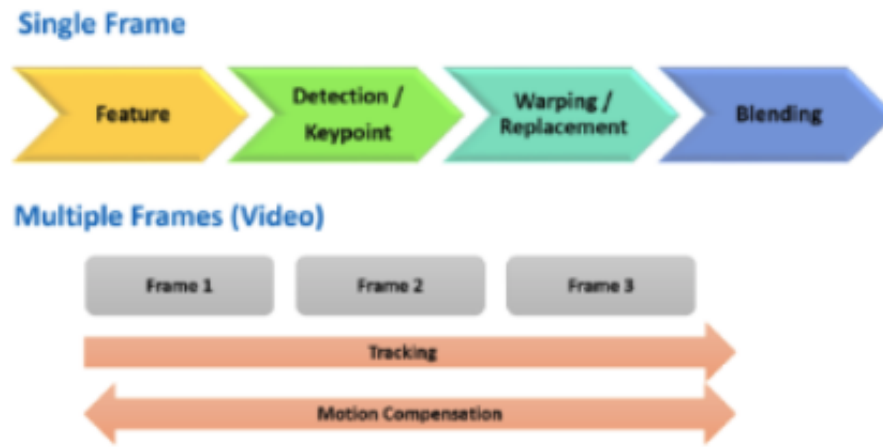 Single Frame
Feature
Detection /
Keypoint
Warping /
Replacement
Blending
Multiple Frames (Video)
Frame 1
Frame 2
Frame 3
Tracking
Motion Compensation